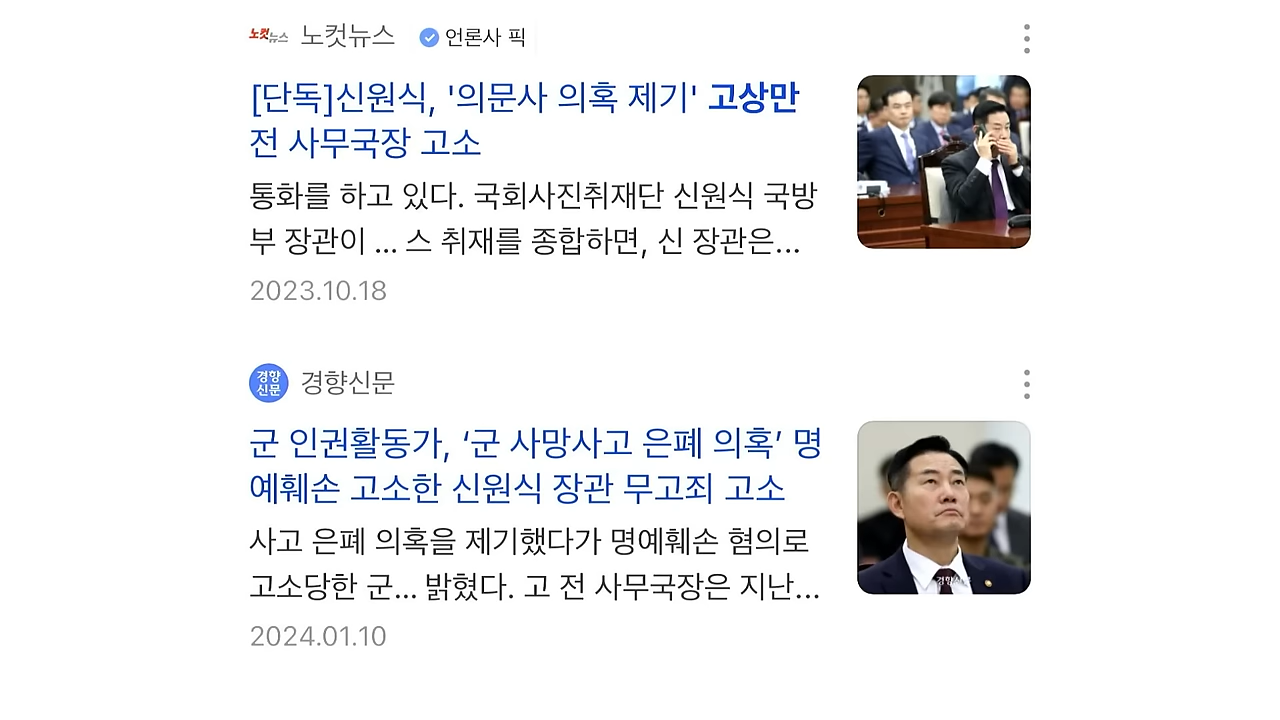 노컷뉴스 노컷뉴스 언론사 픽
[단독]신원식, '의문사 의혹 제기' 고상만
전 사무국장 고소
통화를 하고 있다. 국회사진취재단 신원식 국방
부 장관이 ... 스 취재를 종합하면, 신 장관은...
2023.10.18
경향
신문
경향신문
군 인권활동가, ‘군 사망사고 은폐 의혹’ 명
예훼손 고소한 신원식 장관 무고죄 고소
사고 은폐 의혹을 제기했다가 명예훼손 혐의로
고소당한 군... 밝혔다. 고 전 사무국장은 지난...
경향신문
2024.01.10